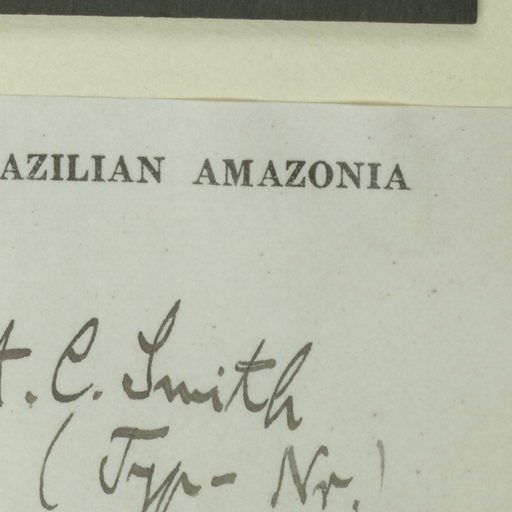 AZILIAN AMAZONIA
A. C. Smith
(Typ- Nr.)